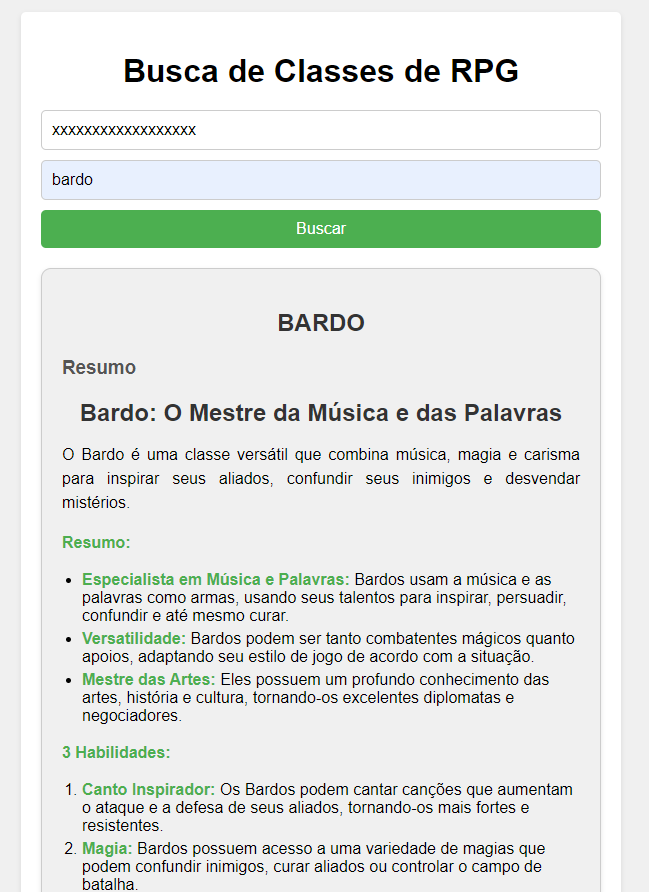 Busca de Classes de RPG
xxxxxxxxxxxxxxxxxx
bardo
Buscar
BARDO
Resumo
Bardo: O Mestre da Música e das Palavras
O Bardo é uma classe versátil que combina música, magia e carisma
para inspirar seus aliados, confundir seus inimigos e desvendar
mistérios.
Resumo:
• Especialista em Música e Palavras: Bardos usam a música e as
palavras como armas, usando seus talentos para inspirar, persuadir,
confundir e até mesmo curar.
• Versatilidade: Bardos podem ser tanto combatentes mágicos quanto
apoios, adaptando seu estilo de jogo de acordo com a situação.
• Mestre das Artes: Eles possuem um profundo conhecimento das
artes, história e cultura, tornando-os excelentes diplomatas e
negociadores.
3 Habilidades:
1. Canto Inspirador: Os Bardos podem cantar canções que aumentam
o ataque e a defesa de seus aliados, tornando-os mais fortes e
resistentes.
2. Magia: Bardos possuem acesso a uma variedade de magias que
podem confundir inimigos, curar aliados ou controlar o campo de
batalha.